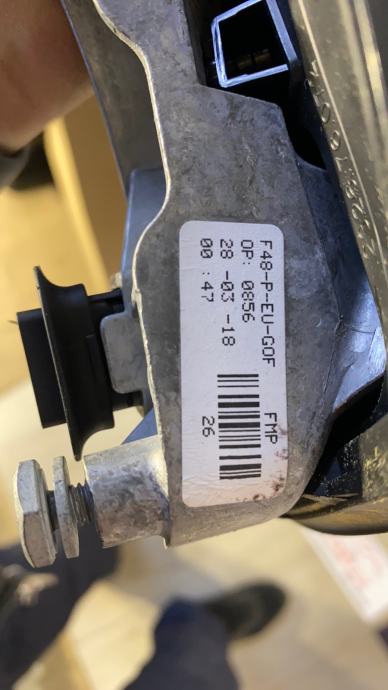 F48-P-EU-GOF FMP
OP: 0856
28 -03 -18
00 :47 26